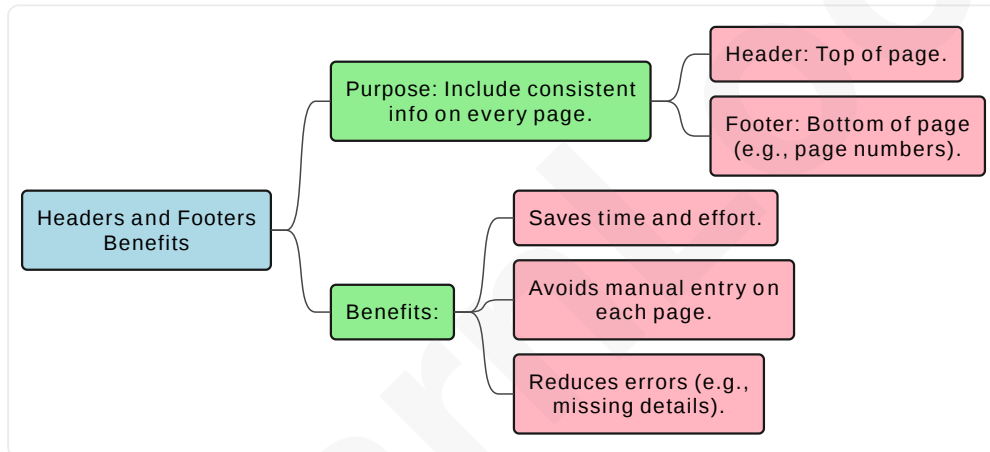 Headers and Footers
Benefits
Purpose: Include consistent
info on every page.
Header: Top of page.
Footer: Bottom of page
(e.g., page numbers).
Benefits:
Saves time and effort.
Avoids manual entry on
each page.
Reduces errors (e.g.,
missing details).